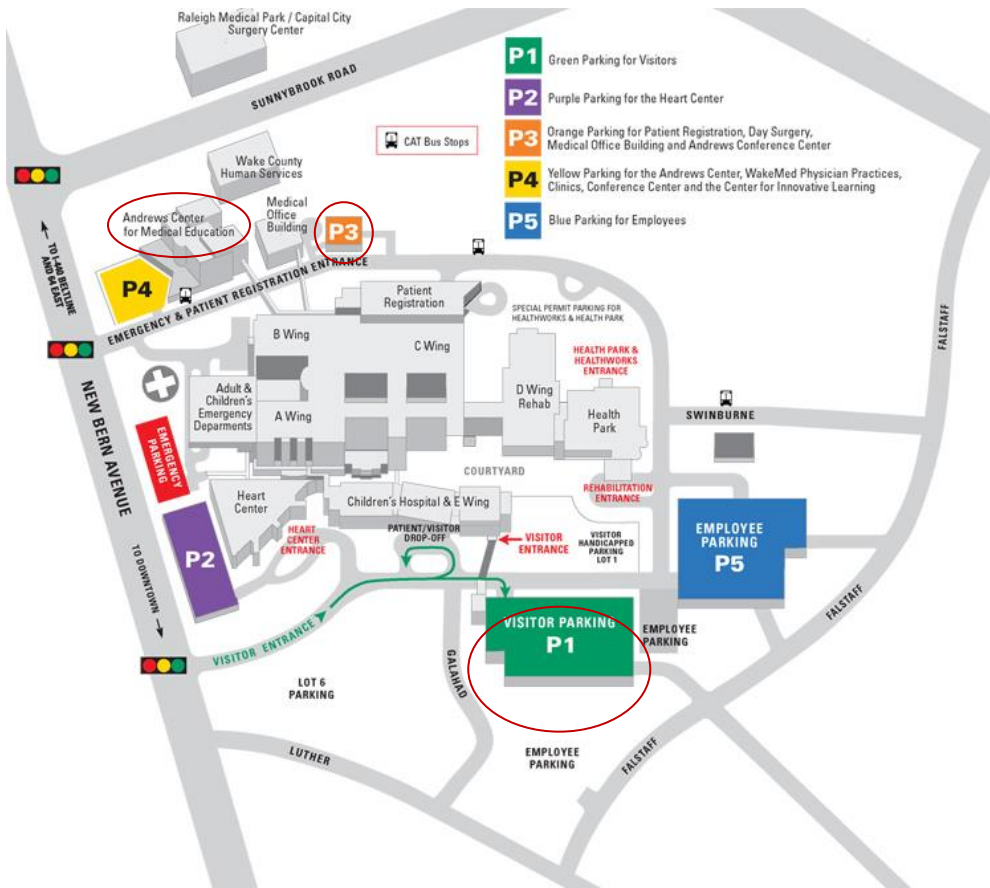 Raleigh Medical Park / Capital City
Surgery Center
SUNNYBROOK ROAD
P1 Green Parking for Visitors
P2 Purple Parking for the Heart Center
P3 Orange Parking for Patient Registration, Day Surgery,
Medical Office Building and Andrews Conference Center
P4 Yellow Parking for the Andrews Center, WakeMed Physician Practices,
Clinics, Conference Center and the Center for Innovative Learning
P5 Blue Parking for Employees
CAT Bus Stops
Wake County
Human Services
Andrews Center
for Medical Education
Medical
Office
Building
P3
TO I-440 BELTLINE
AND 64 EAST
P4
EMERGENCY & PATIENT REGISTRATION ENTRANCE
Patient
Registration
SPECIAL PERMIT PARKING FOR
HEALTHWORKS & HEALTH PARK
B Wing
C Wing
HEALTH PARK &
HEALTHWORKS
ENTRANCE
FALSTAFF
NEW BERN AVENUE
Adult &
Children's
Emergency
Deparments
A Wing
D Wing
Rehab
Health
Park
SWINBURNE
EMERGENCY
PARKING
COURTYARD
REHABILITATION
ENTRANCE
Heart
Center
Children's Hospital & E Wing
HEART
CENTER
ENTRANCE
PATIENT/VISITOR
DROP-OFF
VISITOR
ENTRANCE
VISITOR
HANDICAPPED
PARKING
LOT 1
EMPLOYEE
PARKING
P5
P2
TO DOWNTOWN
VISITOR ENTRANCE
VISITOR PARKING
P1
EMPLOYEE
PARKING
FALSTAFF
GALAHAD
LOT 6
PARKING
LUTHER
EMPLOYEE
PARKING
FALSTAFF